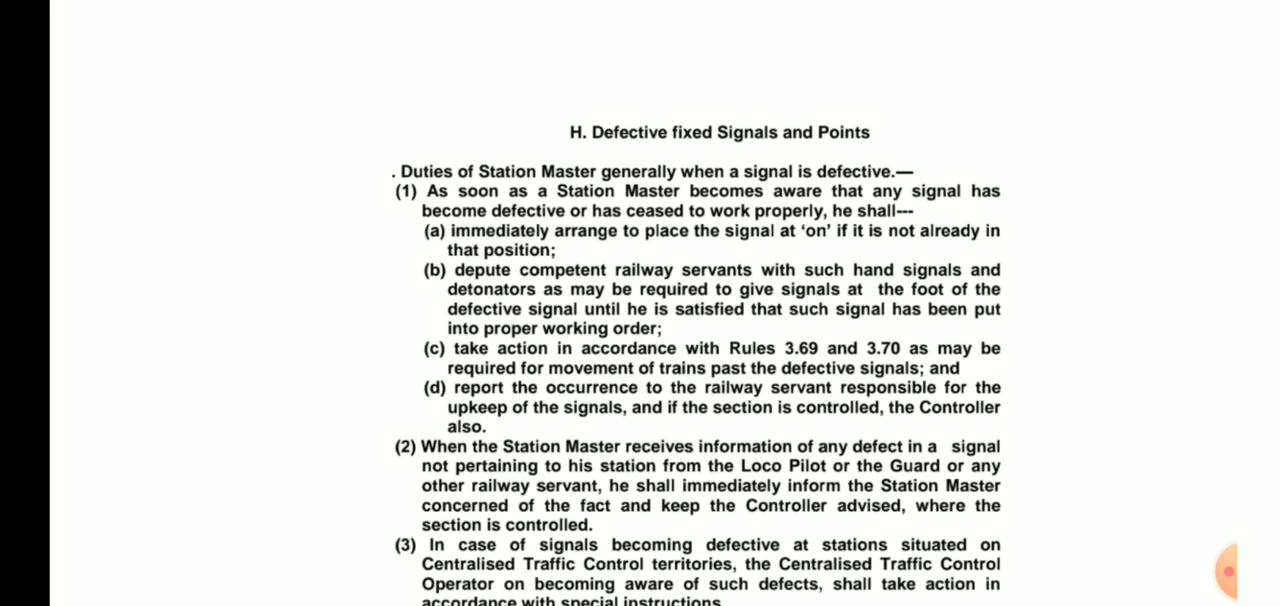 H. Defective fixed Signals and Points
. Duties of Station Master generally when a signal is defective.—
(1) As soon as a Station Master becomes aware that any signal has
become defective or has ceased to work properly, he shall---
(a) immediately arrange to place the signal at ‘on’ if it is not already in
that position;
(b) depute competent railway servants with such hand signals and
detonators as may be required to give signals at the foot of the
defective signal until he is satisfied that such signal has been put
into proper working order;
(c) take action in accordance with Rules 3.69 and 3.70 as may be
required for movement of trains past the defective signals; and
(d) report the occurrence to the railway servant responsible for the
upkeep of the signals, and if the section is controlled, the Controller
also.
(2) When the Station Master receives information of any defect in a signal
not pertaining to his station from the Loco Pilot or the Guard or any
other railway servant, he shall immediately inform the Station Master
concerned of the fact and keep the Controller advised, where the
section is controlled.
(3) In case of signals becoming defective at stations situated on
Centralised Traffic Control territories, the Centralised Traffic Control
Operator on becoming aware of such defects, shall take action in
accordance with special instructions.